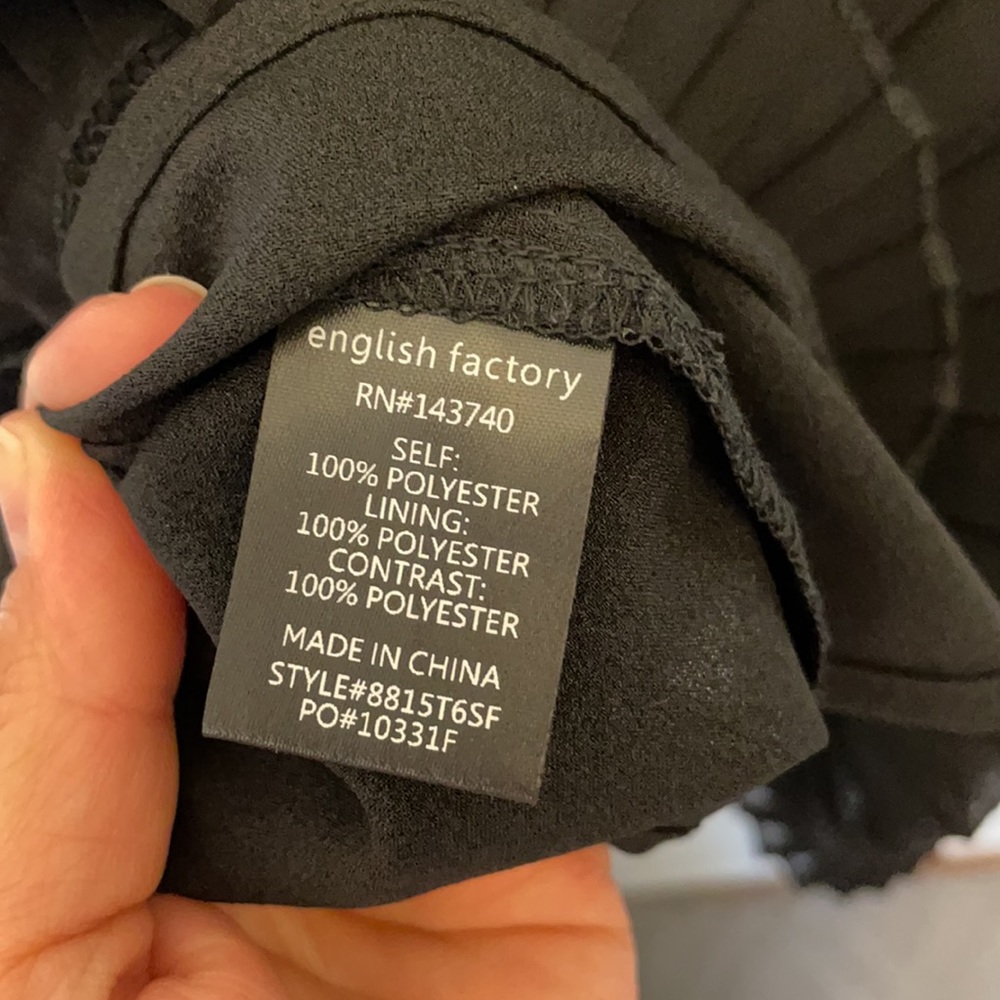 english factory
RN#143740
SELF:
100% POLYESTER
LINING:
100% POLYESTER
CONTRAST:
100% POLYESTER
MADE IN CHINA
STYLE#8815T6SF
PO#10331F